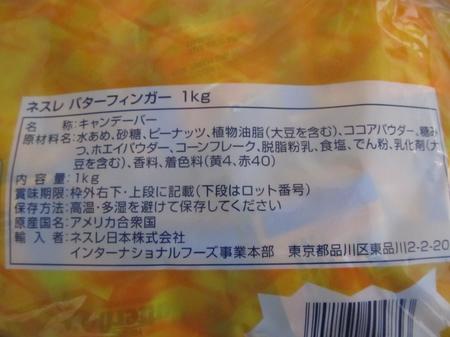 ネスレ バターフィンガー 1kg
名　　称:キャンデーバー
原材料名:水あめ、砂糖、ピーナッツ、植物油脂(大豆を含む)、ココアパウダー、糖み
つ、ホエイパウダー、コーンフレーク、脱脂粉乳、食塩、でん粉、乳化剤(大
豆を含む)、香料、着色料(黄4、赤40)
内 容 量:1kg
賞味期限:枠外右下・上段に記載(下段はロット番号)
保存方法:高温・多湿を避けて保存してください
原産国名:アメリカ合衆国
輸 入 者:ネスレ日本株式会社
インターナショナルフーズ事業本部　東京都品川区東品川2-2-20